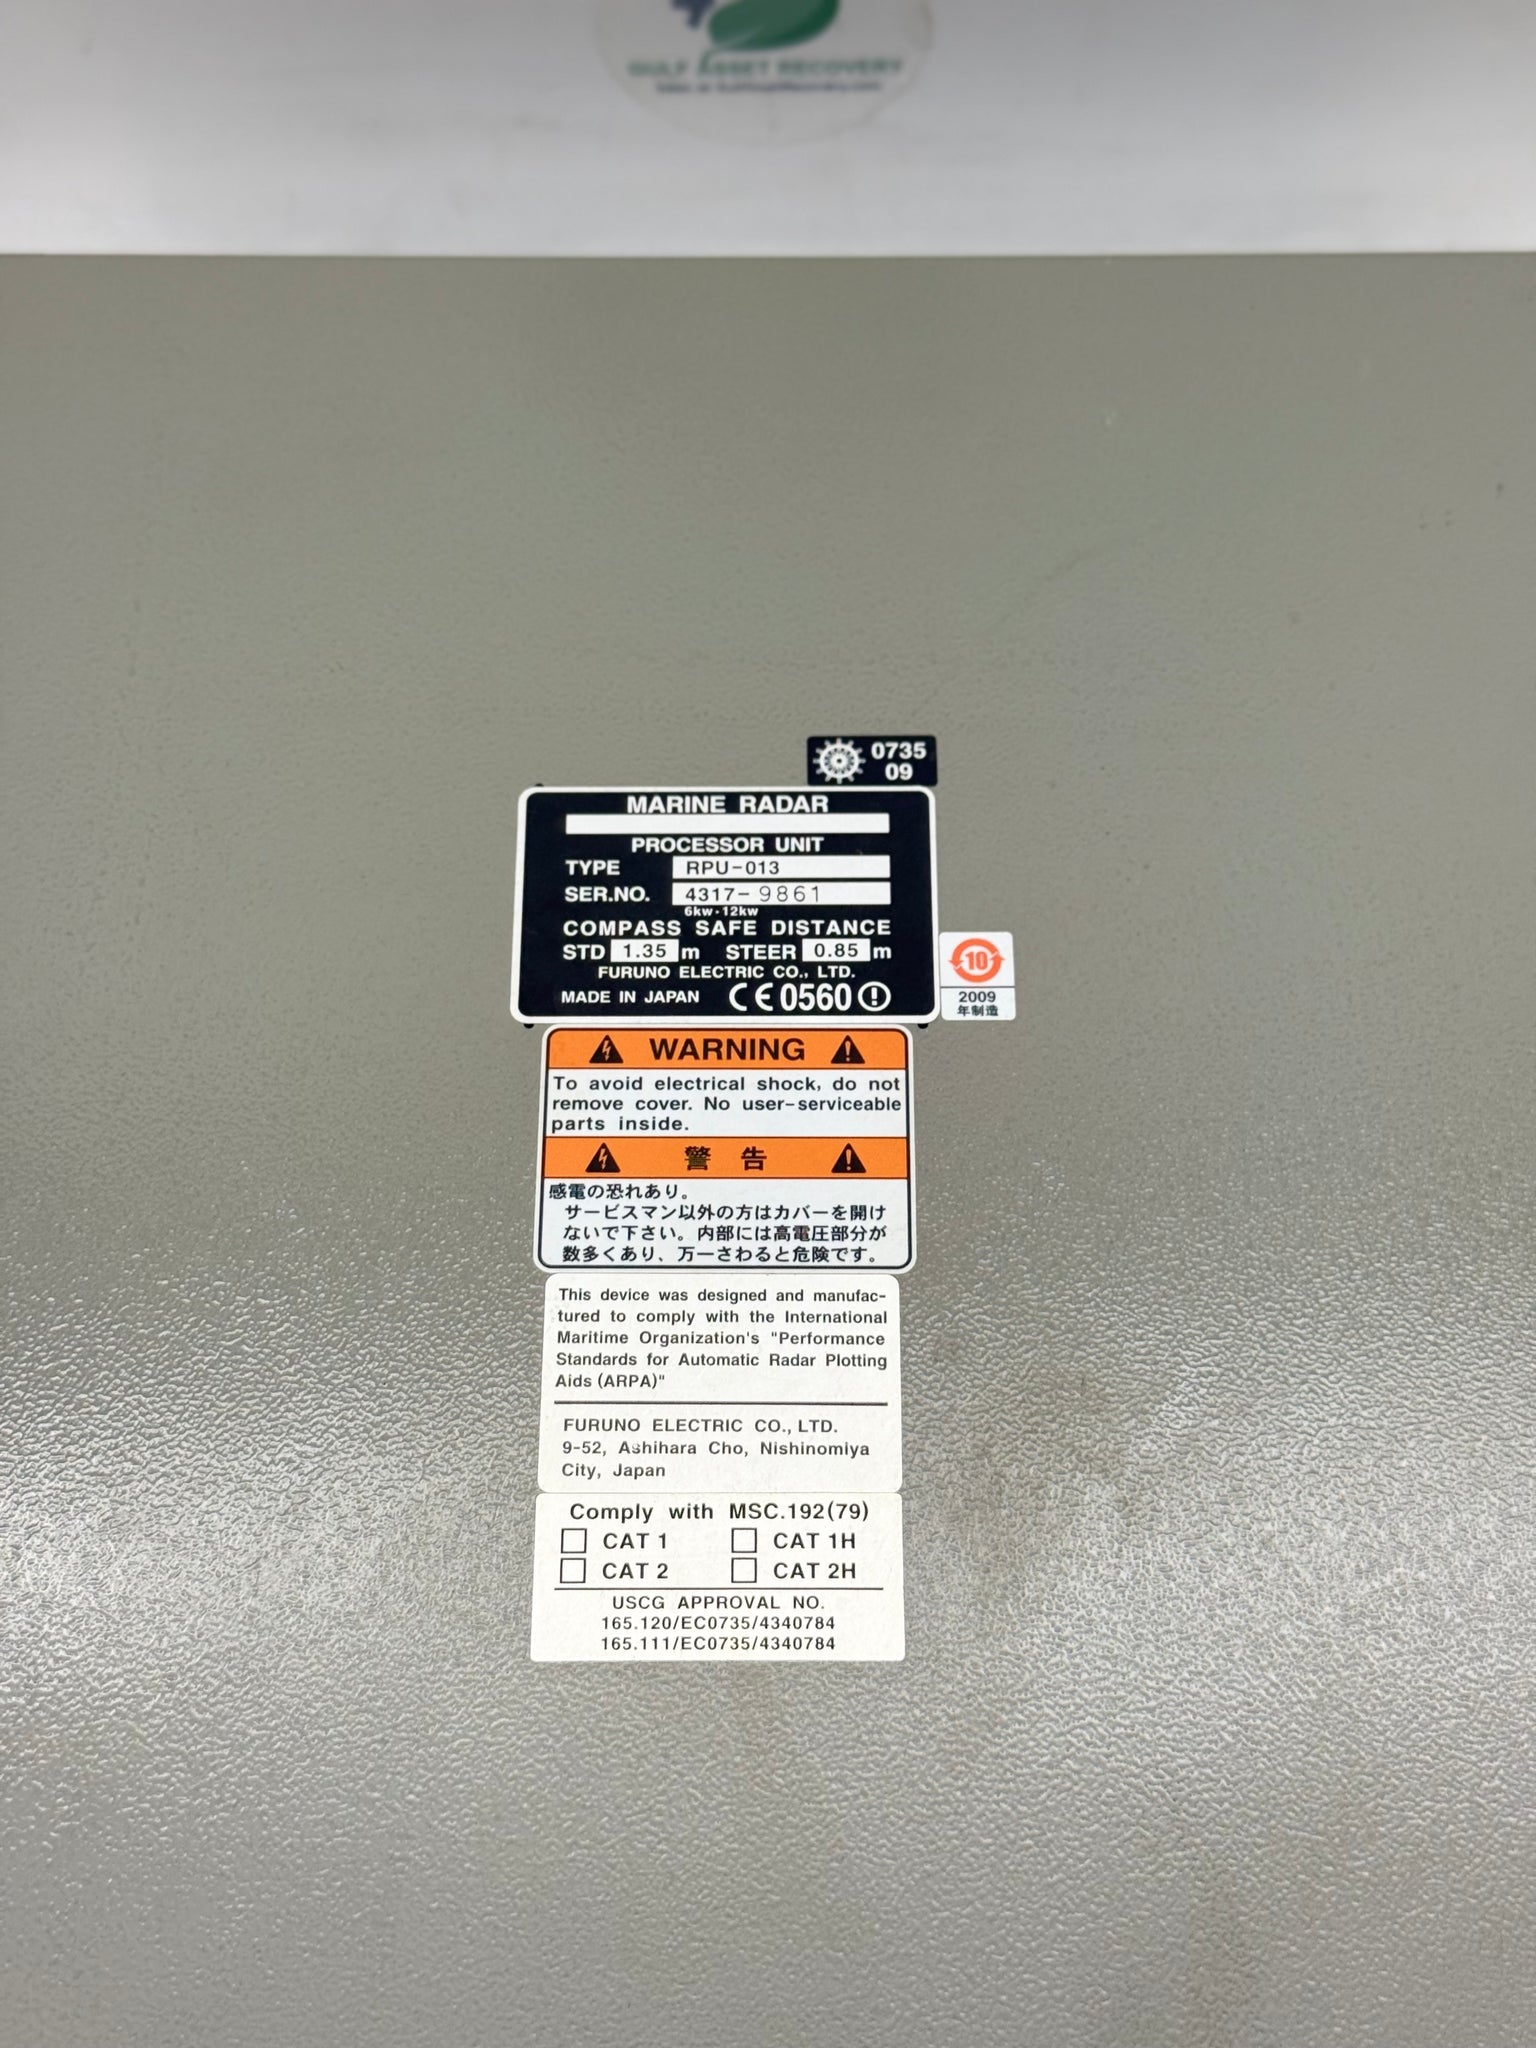 GULF ASSET RECOVERY
0735
09
MARINE RADAR
PROCESSOR UNIT
TYPE RPU-013
SER.NO. 4317-9861
6kw・12kw
COMPASS SAFE DISTANCE
STD 1.35 m STEER 0.85 m
FURUNO ELECTRIC CO., LTD.
MADE IN JAPAN CE0560
10
2009
年制造
WARNING
To avoid electrical shock, do not
remove cover. No user-serviceable
parts inside.
警 告
感電の恐れあり。
サービスマン以外の方はカバーを開け
ないで下さい。内部には高電圧部分が
数多くあり、万一さわると危険です。
This device was designed and manufac-
tured to comply with the International
Maritime Organization's "Performance
Standards for Automatic Radar Plotting
Aids (ARPA)"
FURUNO ELECTRIC CO., LTD.
9-52, Ashihara Cho, Nishinomiya
City, Japan
Comply with MSC.192(79)
CAT 1 CAT 1H
CAT 2 CAT 2H
USCG APPROVAL NO.
165.120/EC0735/4340784
165.111/EC0735/4340784